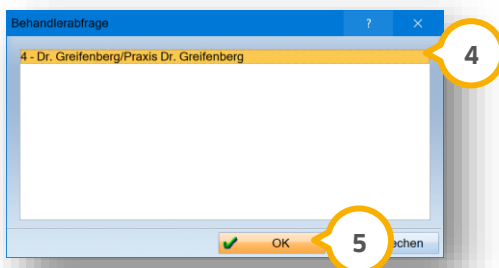 Behandlerabfrage ? ×
4 - Dr. Greifenberg/Praxis Dr. Greifenberg
4
OK
5
echen